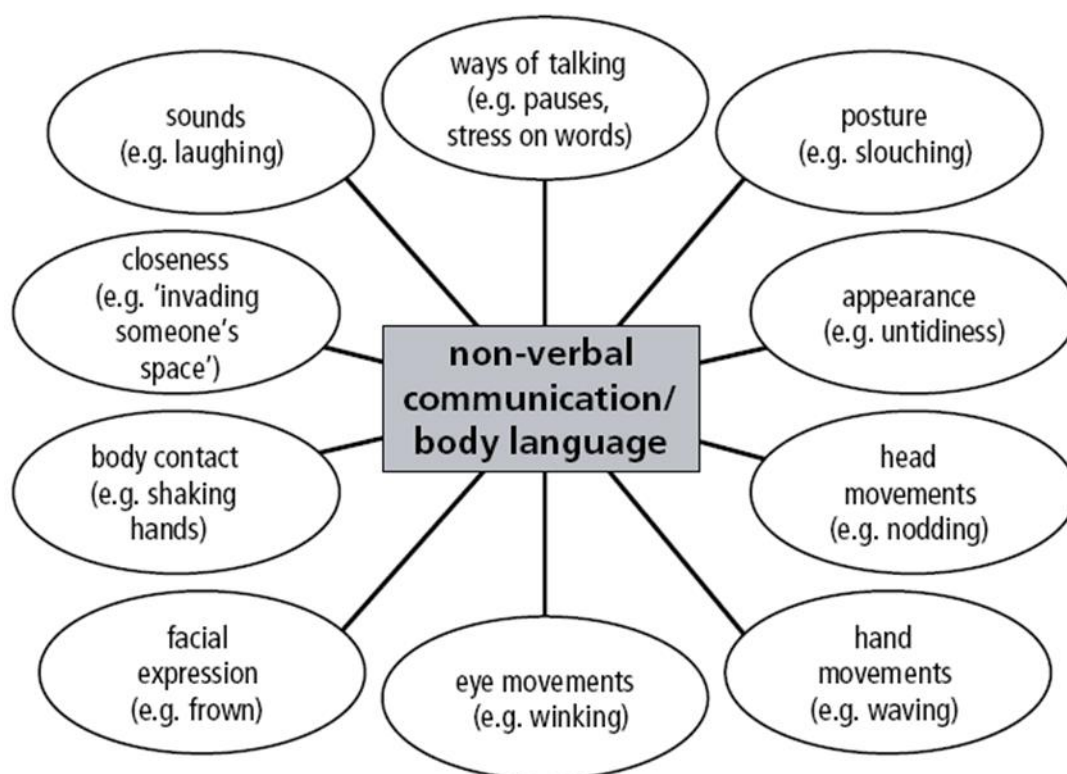 ways of talking
(e.g. pauses,
stress on words)
sounds
(e.g. laughing)
posture
(e.g. slouching)
closeness
(e.g. ‘invading
someone’s
space’)
appearance
(e.g. untidiness)
non-verbal
communication/
body language
body contact
(e.g. shaking
hands)
head
movements
(e.g. nodding)
facial
expression
(e.g. frown)
eye movements
(e.g. winking)
hand
movements
(e.g. waving)